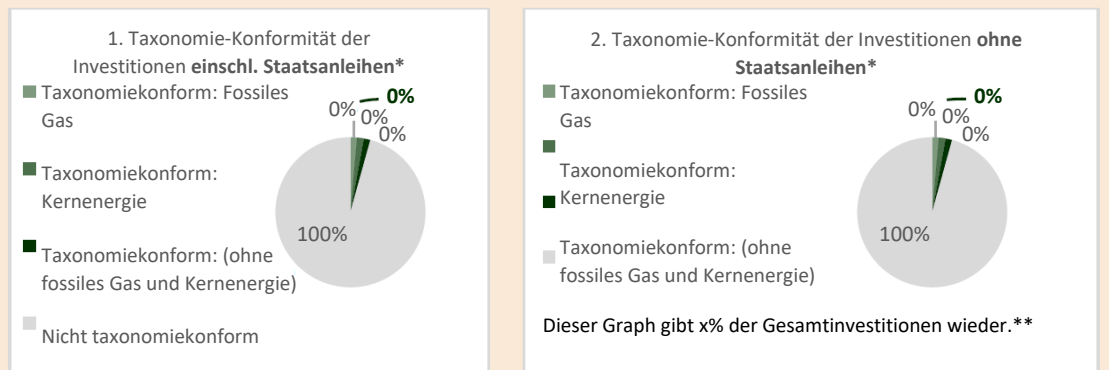 1. Taxonomie-Konformität der
Investitionen einschl. Staatsanleihen*
Taxonomiekonform: Fossiles
Gas
Taxonomiekonform:
Kernenergie
Taxonomiekonform: (ohne
fossiles Gas und Kernenergie)
Nicht taxonomiekonform
0%
0%
0%
0%
100%
2. Taxonomie-Konformität der Investitionen ohne
Staatsanleihen*
Taxonomiekonform: Fossiles
Gas
Taxonomiekonform:
Kernenergie
Taxonomiekonform: (ohne
fossiles Gas und Kernenergie)
0%
0%
0%
0%
100%
Dieser Graph gibt x% der Gesamtinvestitionen wieder.**